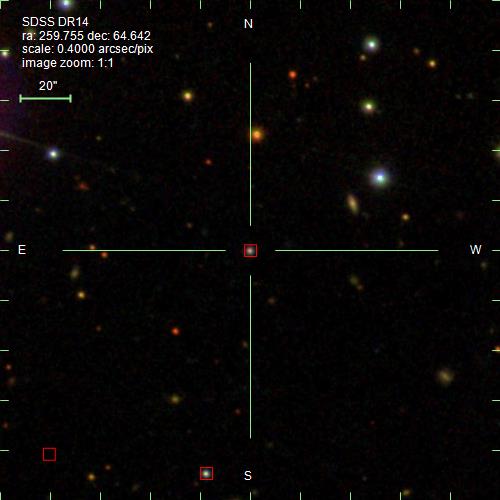 SDSS DR14
ra: 259.755 dec: 64.642
scale: 0.4000 arcsec/pix
image zoom: 1:1
20"
N
E
W
S